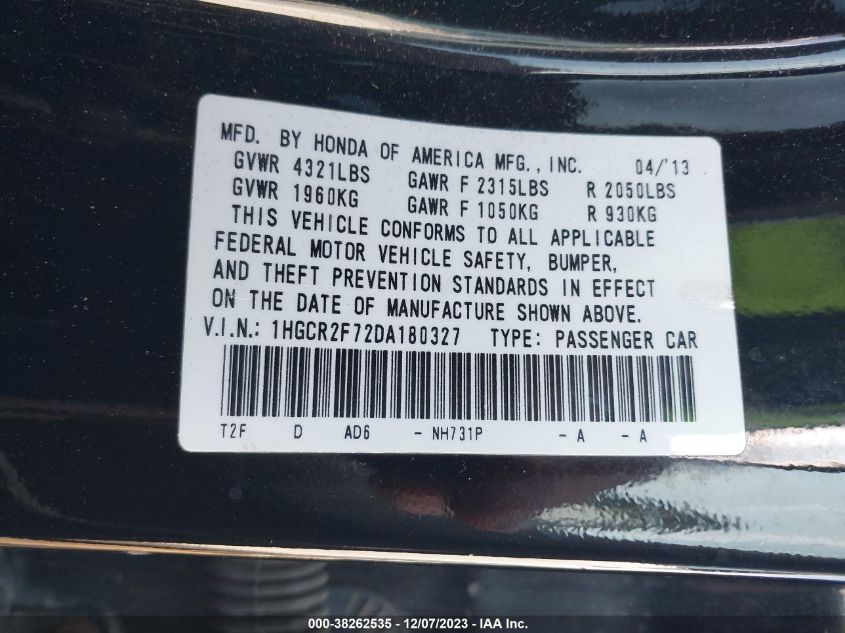 MFD. BY HONDA OF AMERICA MFG., INC. 04/'13
GVWR 4321LBS GAWR F 2315LBS R 2050LBS
GVWR 1960KG GAWR F 1050KG R 930KG
THIS VEHICLE CONFORMS TO ALL APPLICABLE
FEDERAL MOTOR VEHICLE SAFETY, BUMPER,
AND THEFT PREVENTION STANDARDS IN EFFECT
ON THE DATE OF MANUFACTURE SHOWN ABOVE.
V.I.N.: 1HGCR2F72DA180327 TYPE: PASSENGER CAR
T2F D AD6 - NH731P - A - A
000-38262535 - 12/07/2023 - IAA Inc.